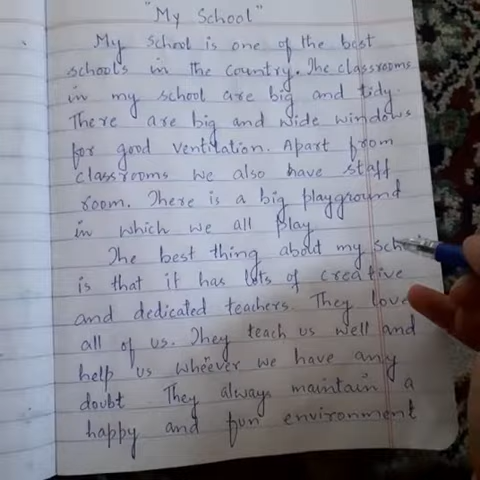 "My School"
My school is one of the best
schools in the country. The classrooms
in my school are big and tidy.
There are big and wide windows
for good ventilation. Apart from
classrooms we also have staff
room. There is a big playground
in which we all play
The best thing about my
is that it has lots of creative
and dedicated teachers. They love
all of us. They teach us well and
help us wheever we have any
doubt They always maintain a
happy and fun environment